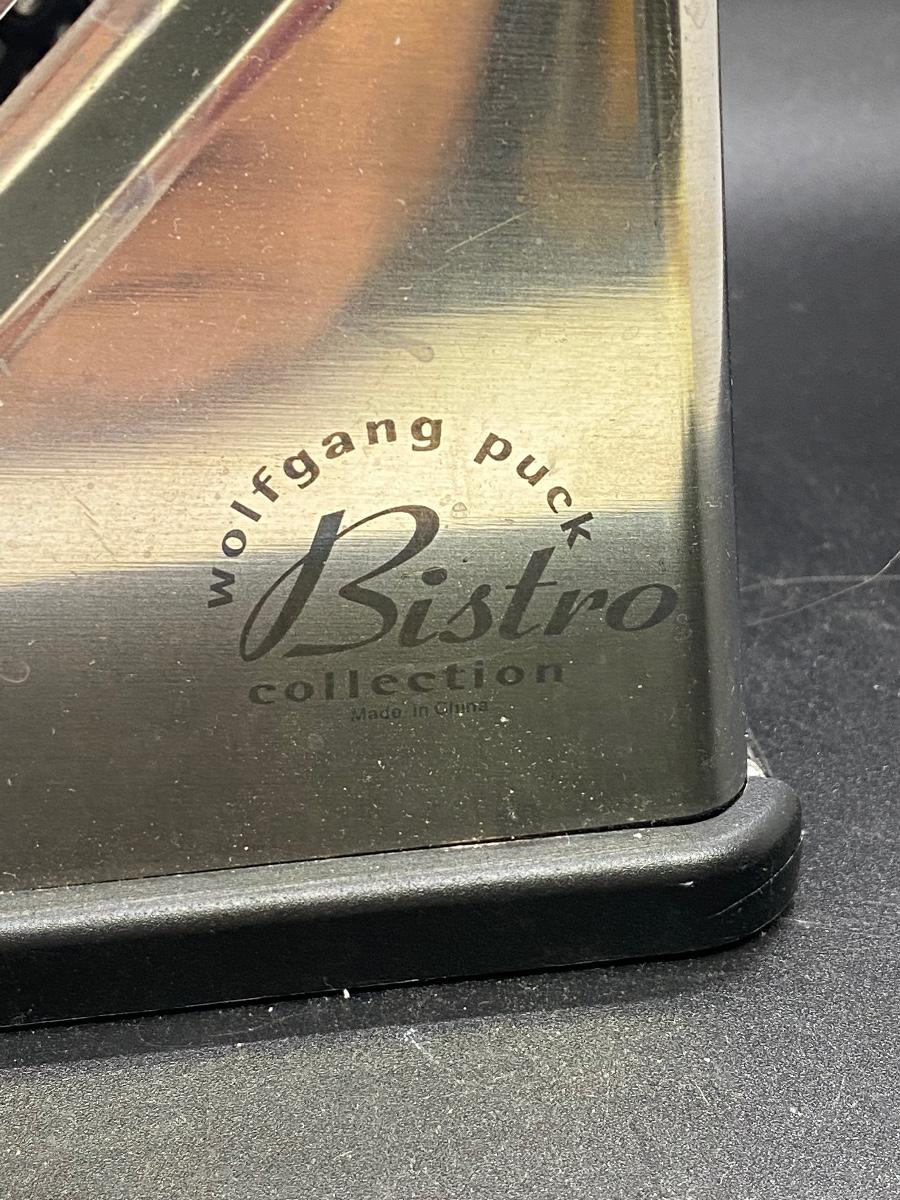 wolfgang puck
Bistro
collection
Made in China